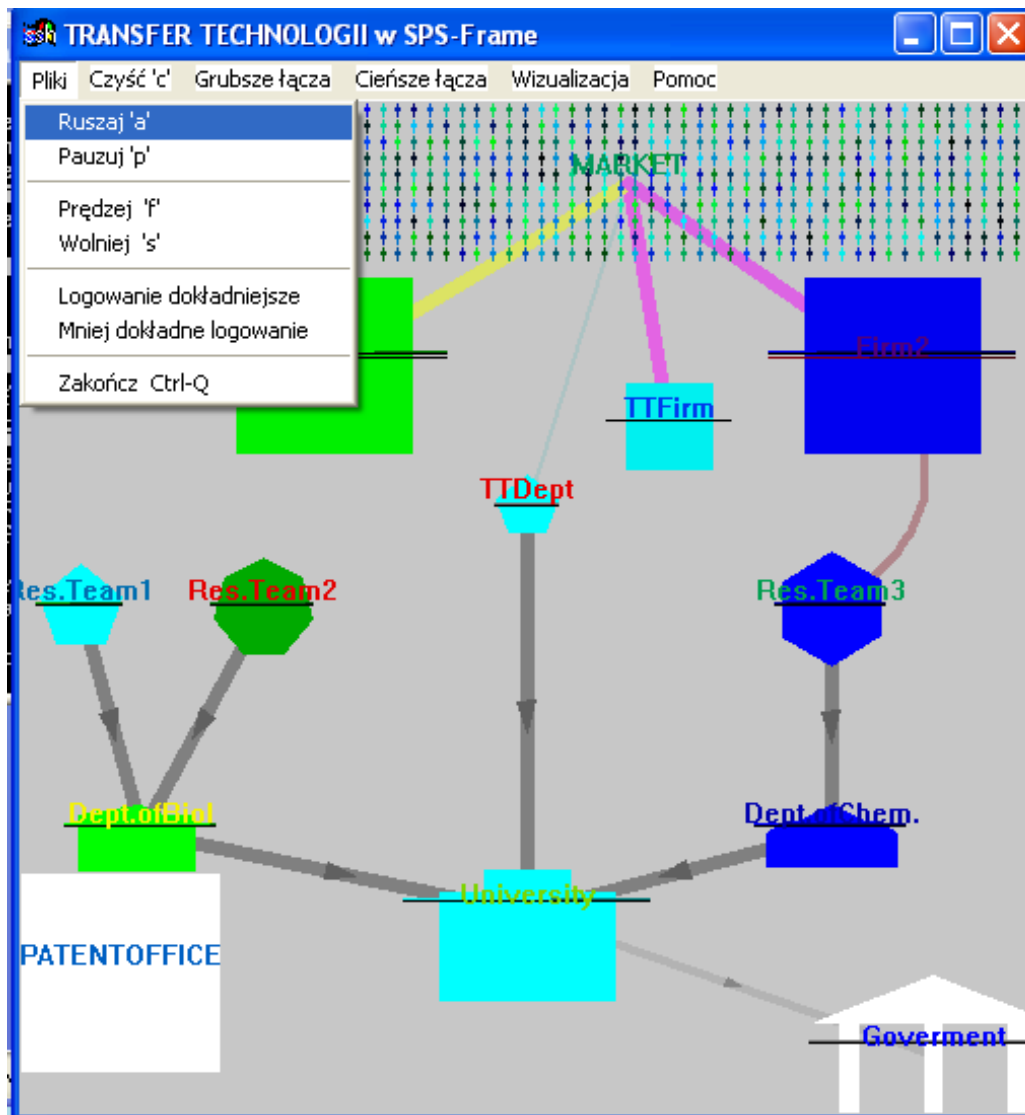 TRANSFER TECHNOLOGII w SPS-Frame
Pliki Czyść 'c' Grubsze łącza Cieńsze łącza Wizualizacja Pomoc
Ruszaj 'a'
Pauzuj 'p'
Prędzej 'f'
Wolniej 's'
Logowanie dokładniejsze
Mniej dokładne logowanie
Zakończ Ctrl-Q
MARKET
Firm2
TTFirm
TTDept
Res.Team1 Res.Team2 Res.Team3
Dept.ofBiol. Dept.ofChem.
University
PATENTOFFICE
Goverment